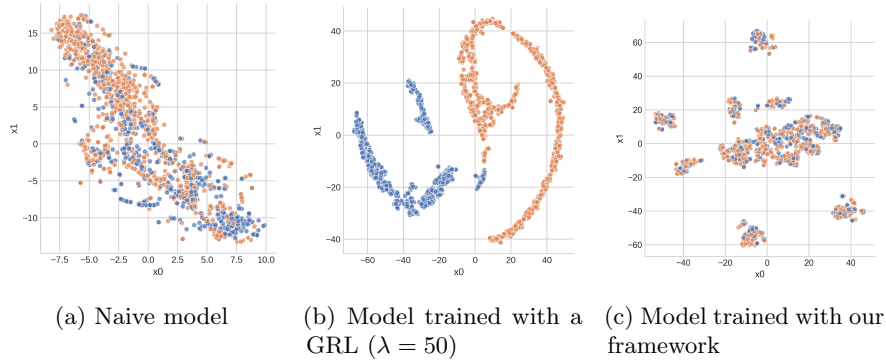 15
10
5
0
−5
−10
x1
−7.5 −5.0 −2.5 0.0 2.5 5.0 7.5 10.0
x0
40
20
0
−20
−40
x1
−60 −40 −20 0 20 40
x0
60
40
20
0
−20
−40
−60
x1
−40 −20 0 20 40
x0
(a) Naive model
(b) Model trained with a
GRL (λ = 50)
(c) Model trained with our
framework